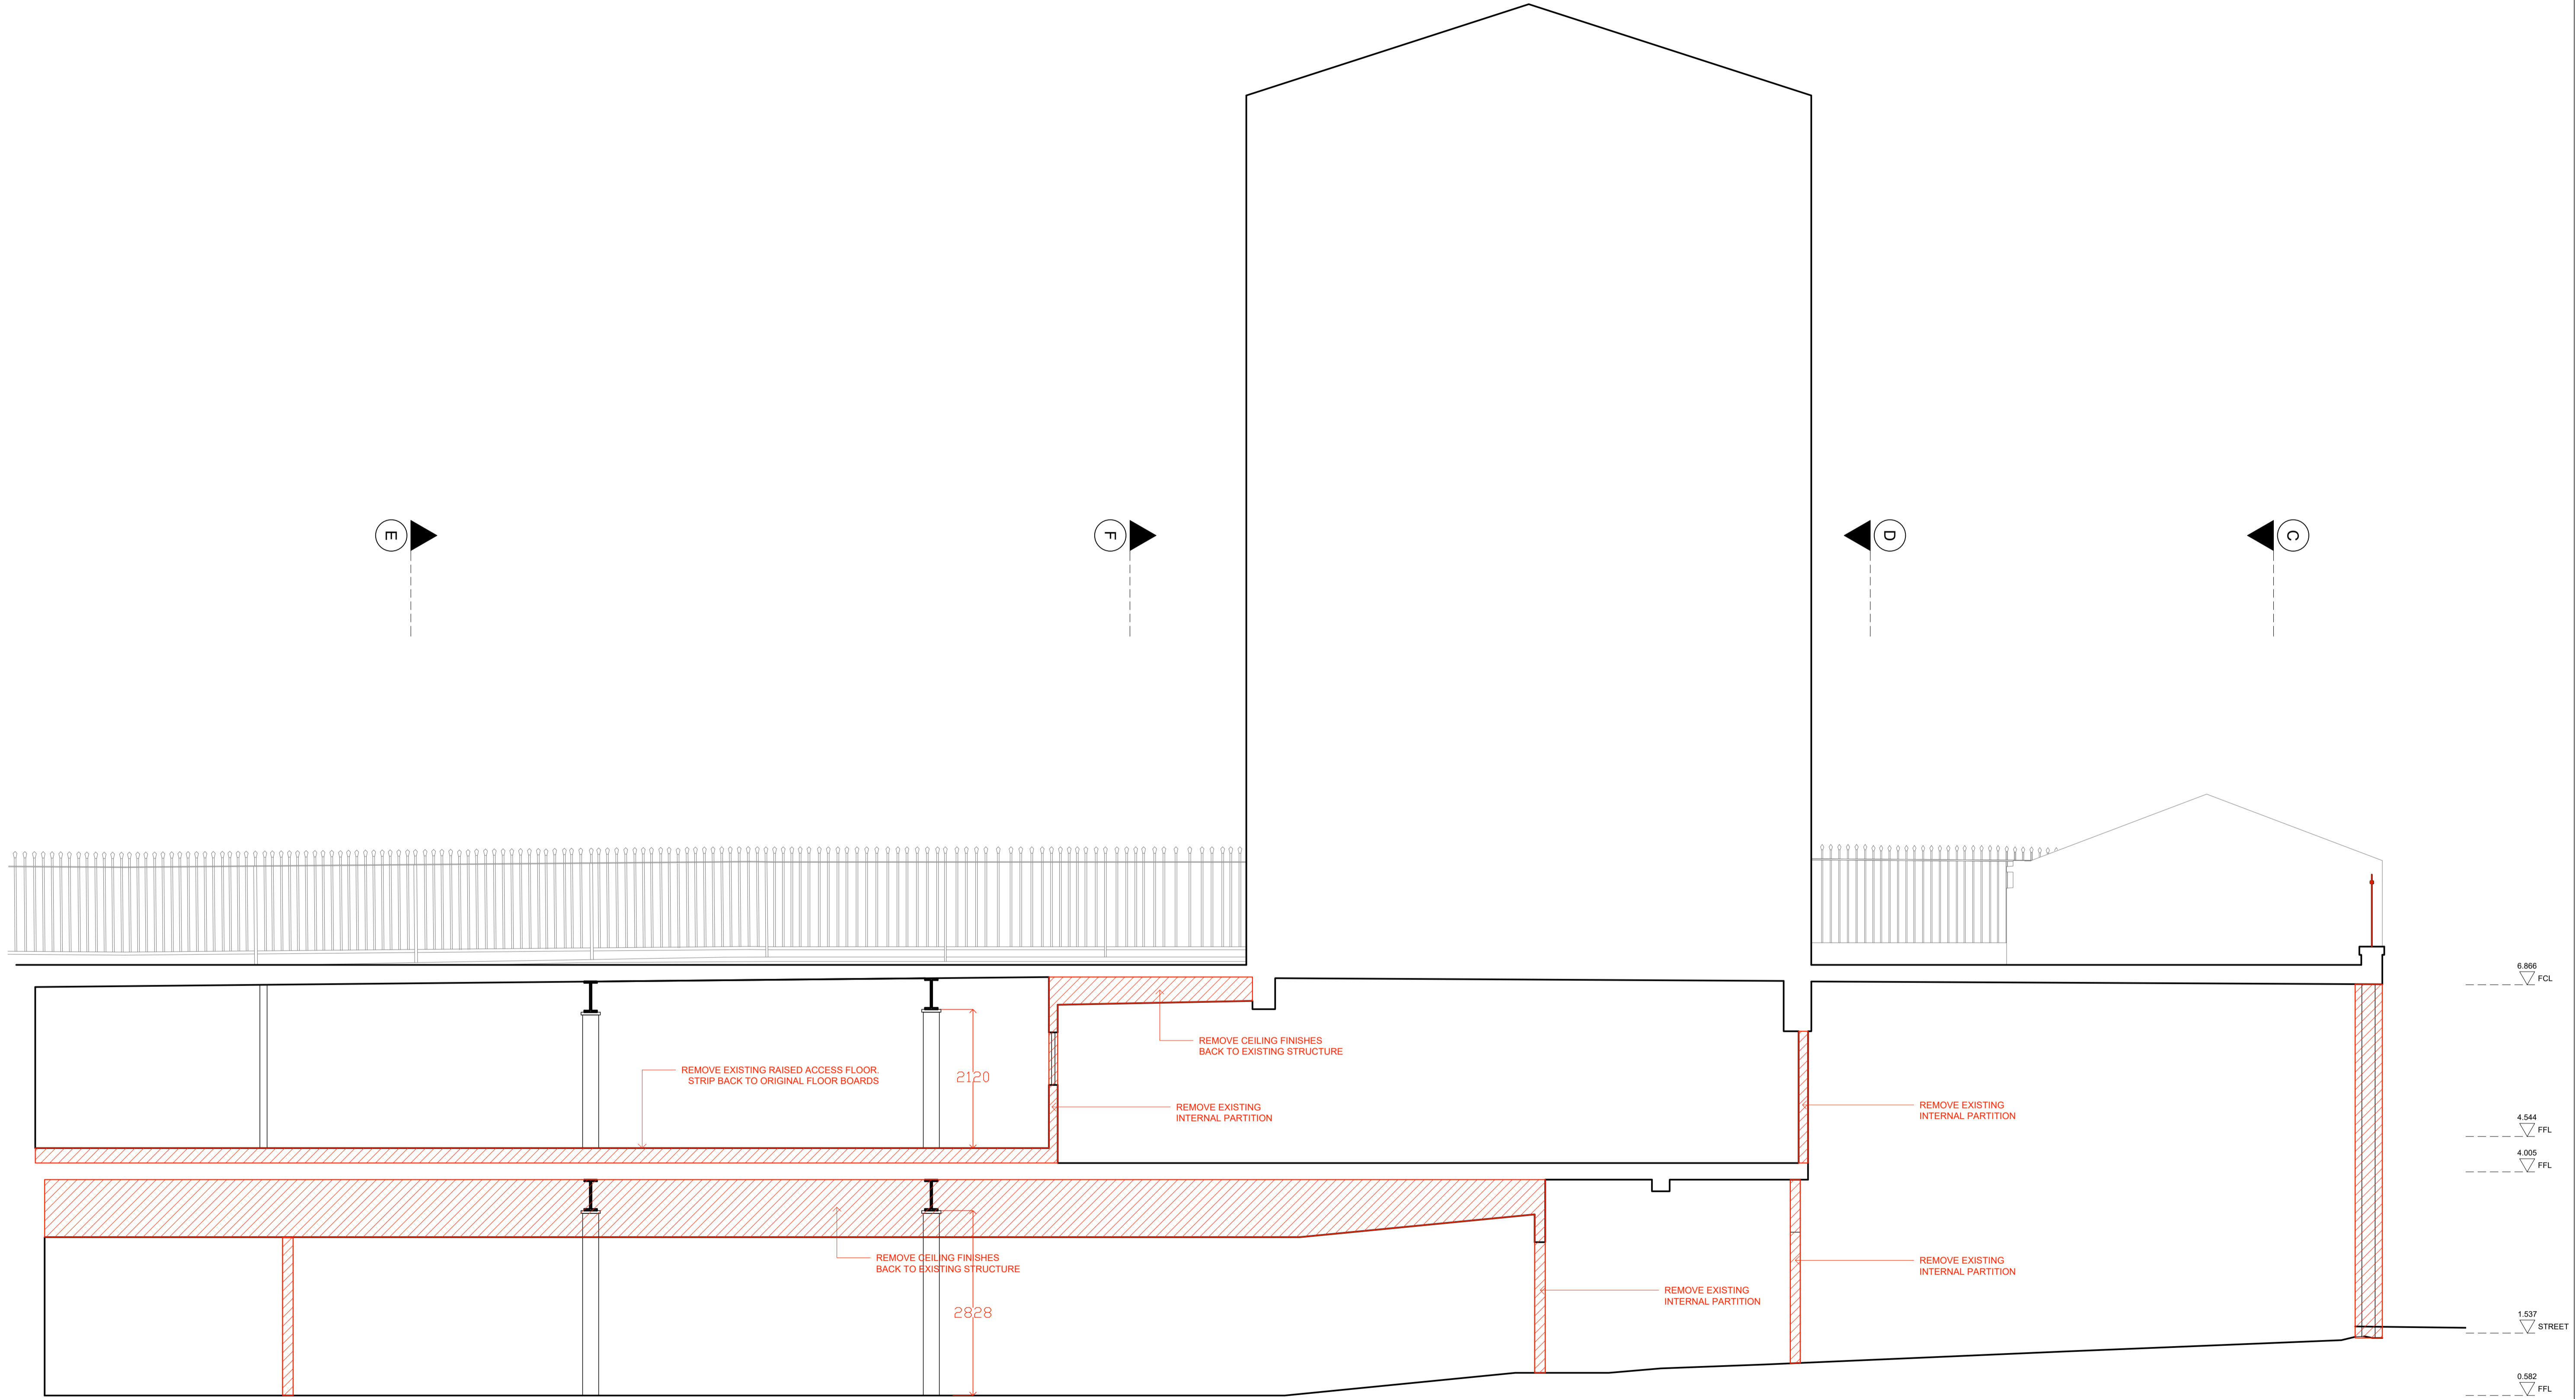 E
F
D
C
6.866
FCL
REMOVE CEILING FINISHES
BACK TO EXISTING STRUCTURE
REMOVE EXISTING RAISED ACCESS FLOOR.
STRIP BACK TO ORIGINAL FLOOR BOARDS
2120
REMOVE EXISTING
INTERNAL PARTITION
REMOVE EXISTING
INTERNAL PARTITION
4.544
FFL
4.005
FFL
REMOVE CEILING FINISHES
BACK TO EXISTING STRUCTURE
REMOVE EXISTING
INTERNAL PARTITION
REMOVE EXISTING
INTERNAL PARTITION
2828
1.537
STREET
0.582
FFL